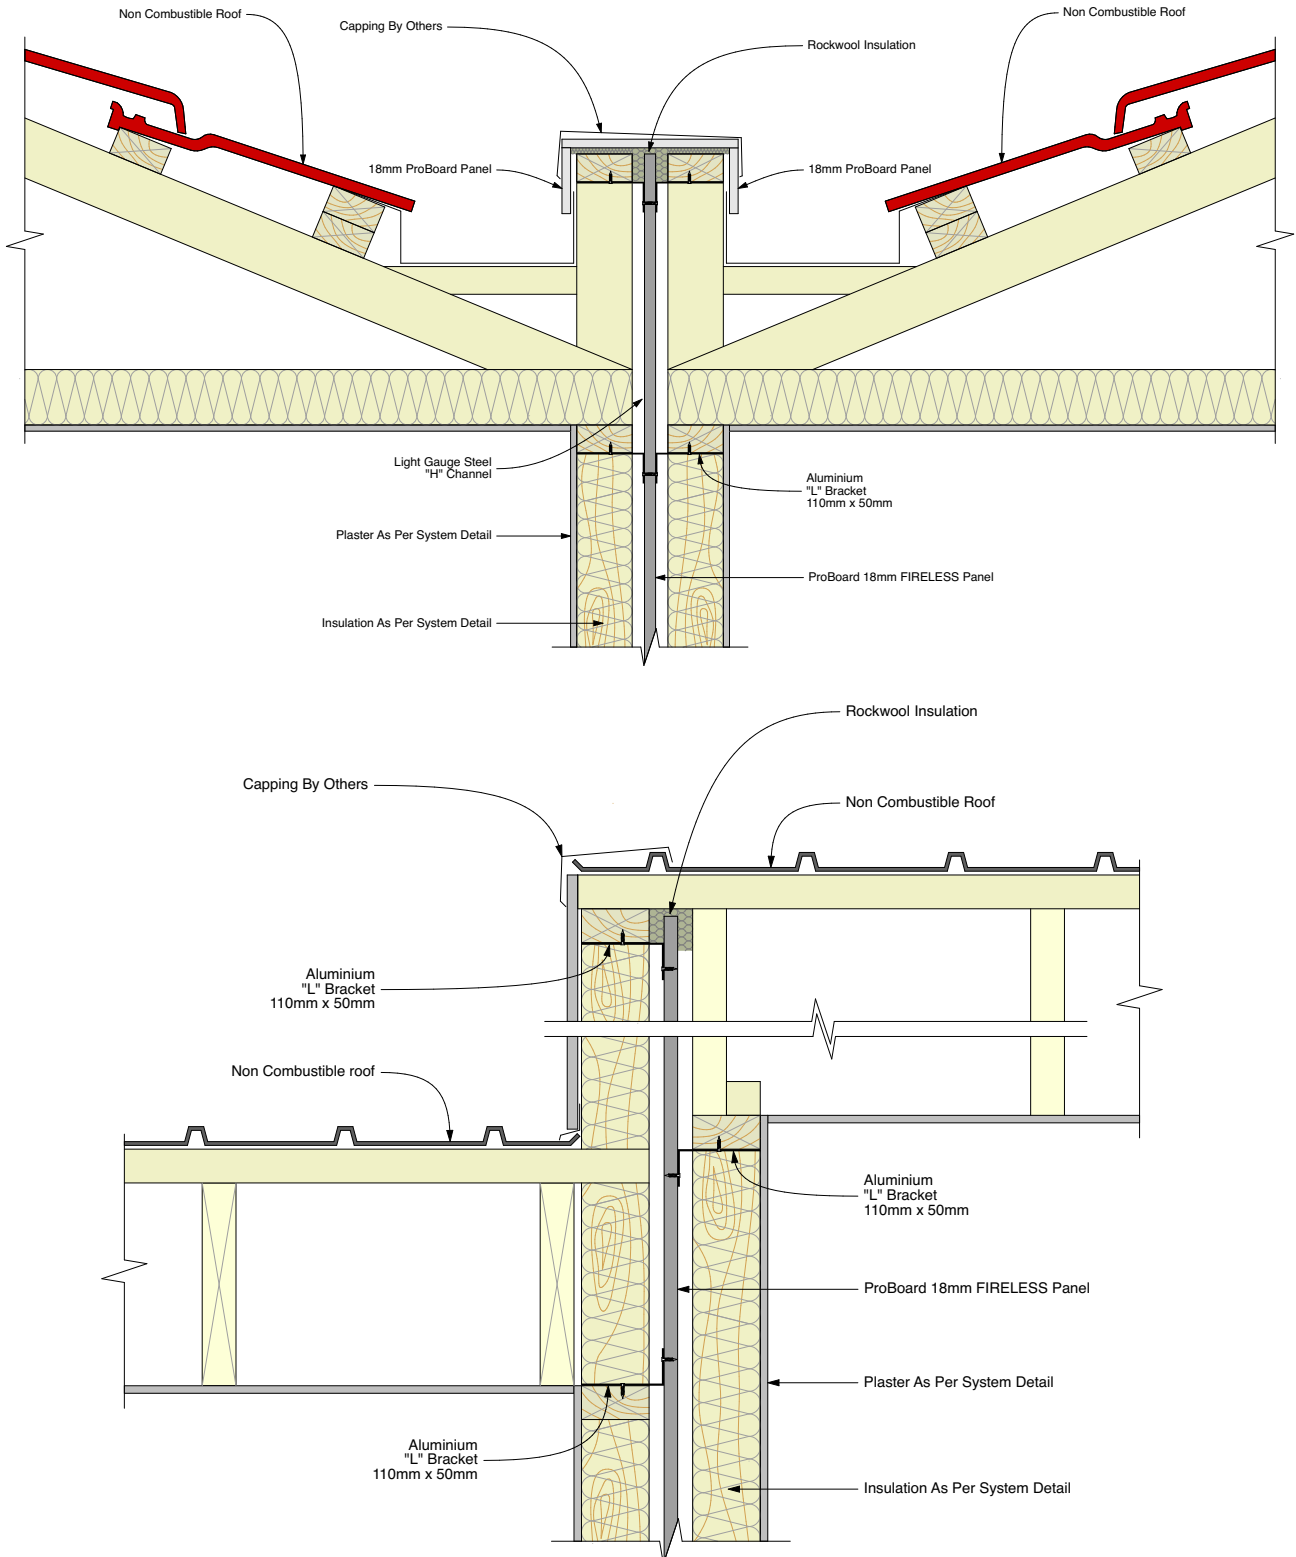 Non Combustible Roof
Capping By Others
Rockwool Insulation
Non Combustible Roof
18mm ProBoard Panel
18mm ProBoard Panel
Light Gauge Steel
"H" Channel
Aluminium
"L" Bracket
110mm x 50mm
Plaster As Per System Detail
ProBoard 18mm FIRELESS Panel
Insulation As Per System Detail
Rockwool Insulation
Capping By Others
Non Combustible Roof
Aluminium
"L" Bracket
110mm x 50mm
Non Combustible roof
Aluminium
"L" Bracket
110mm x 50mm
ProBoard 18mm FIRELESS Panel
Plaster As Per System Detail
Aluminium
"L" Bracket
110mm x 50mm
Insulation As Per System Detail